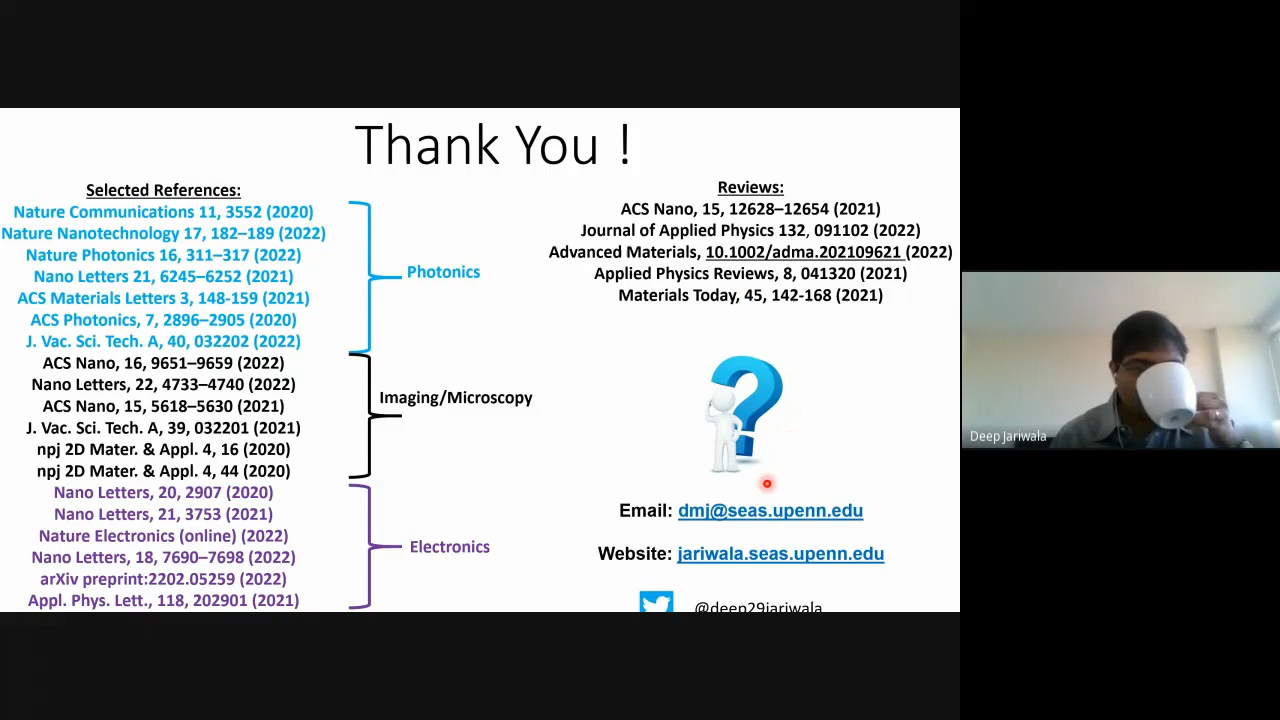 Thank You !
Selected References:
Nature Communications 11, 3552 (2020)
Nature Nanotechnology 17, 182–189 (2022)
Nature Photonics 16, 311–317 (2022)
Nano Letters 21, 6245–6252 (2021)
ACS Materials Letters 3, 148-159 (2021)
ACS Photonics, 7, 2896–2905 (2020)
J. Vac. Sci. Tech. A, 40, 032202 (2022)
Photonics
ACS Nano, 16, 9651–9659 (2022)
Nano Letters, 22, 4733–4740 (2022)
ACS Nano, 15, 5618–5630 (2021)
J. Vac. Sci. Tech. A, 39, 032201 (2021)
npj 2D Mater. & Appl. 4, 16 (2020)
npj 2D Mater. & Appl. 4, 44 (2020)
Imaging/Microscopy
Nano Letters, 20, 2907 (2020)
Nano Letters, 21, 3753 (2021)
Nature Electronics (online) (2022)
Nano Letters, 18, 7690–7698 (2022)
arXiv preprint:2202.05259 (2022)
Appl. Phys. Lett., 118, 202901 (2021)
Electronics
Reviews:
ACS Nano, 15, 12628–12654 (2021)
Journal of Applied Physics 132, 091102 (2022)
Advanced Materials, 10.1002/adma.202109621 (2022)
Applied Physics Reviews, 8, 041320 (2021)
Materials Today, 45, 142-168 (2021)
Email: dmj@seas.upenn.edu
Website: jariwala.seas.upenn.edu
@deep29jariwala
Deep Jariwala